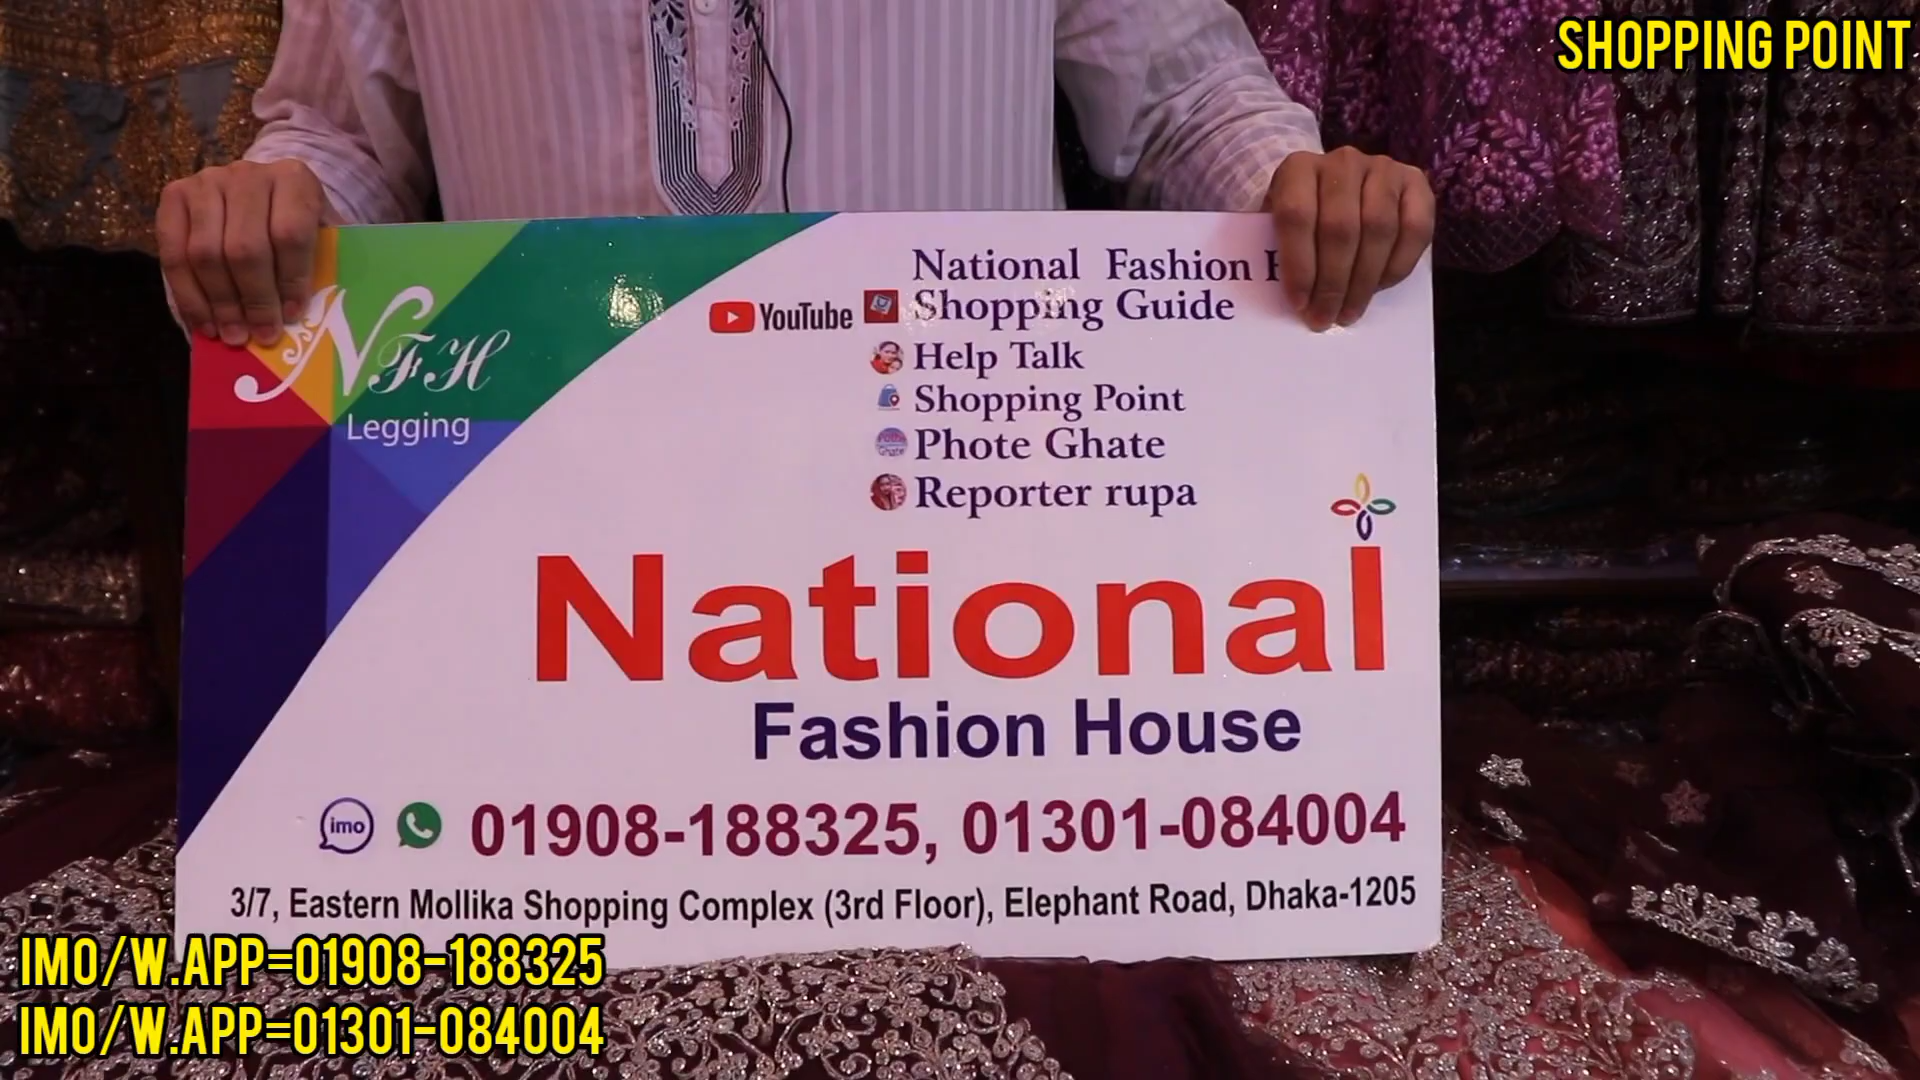 SHOPPING POINT
National Fashion
YouTube Shopping Guide
Help Talk
Shopping Point
Phote Ghate
Reporter rupa
NFH
Legging
National
Fashion House
imo 01908-188325, 01301-084004
3/7, Eastern Mollika Shopping Complex (3rd Floor), Elephant Road, Dhaka-1205
IMO/W.APP=01908-188325
IMO/W.APP=01301-084004